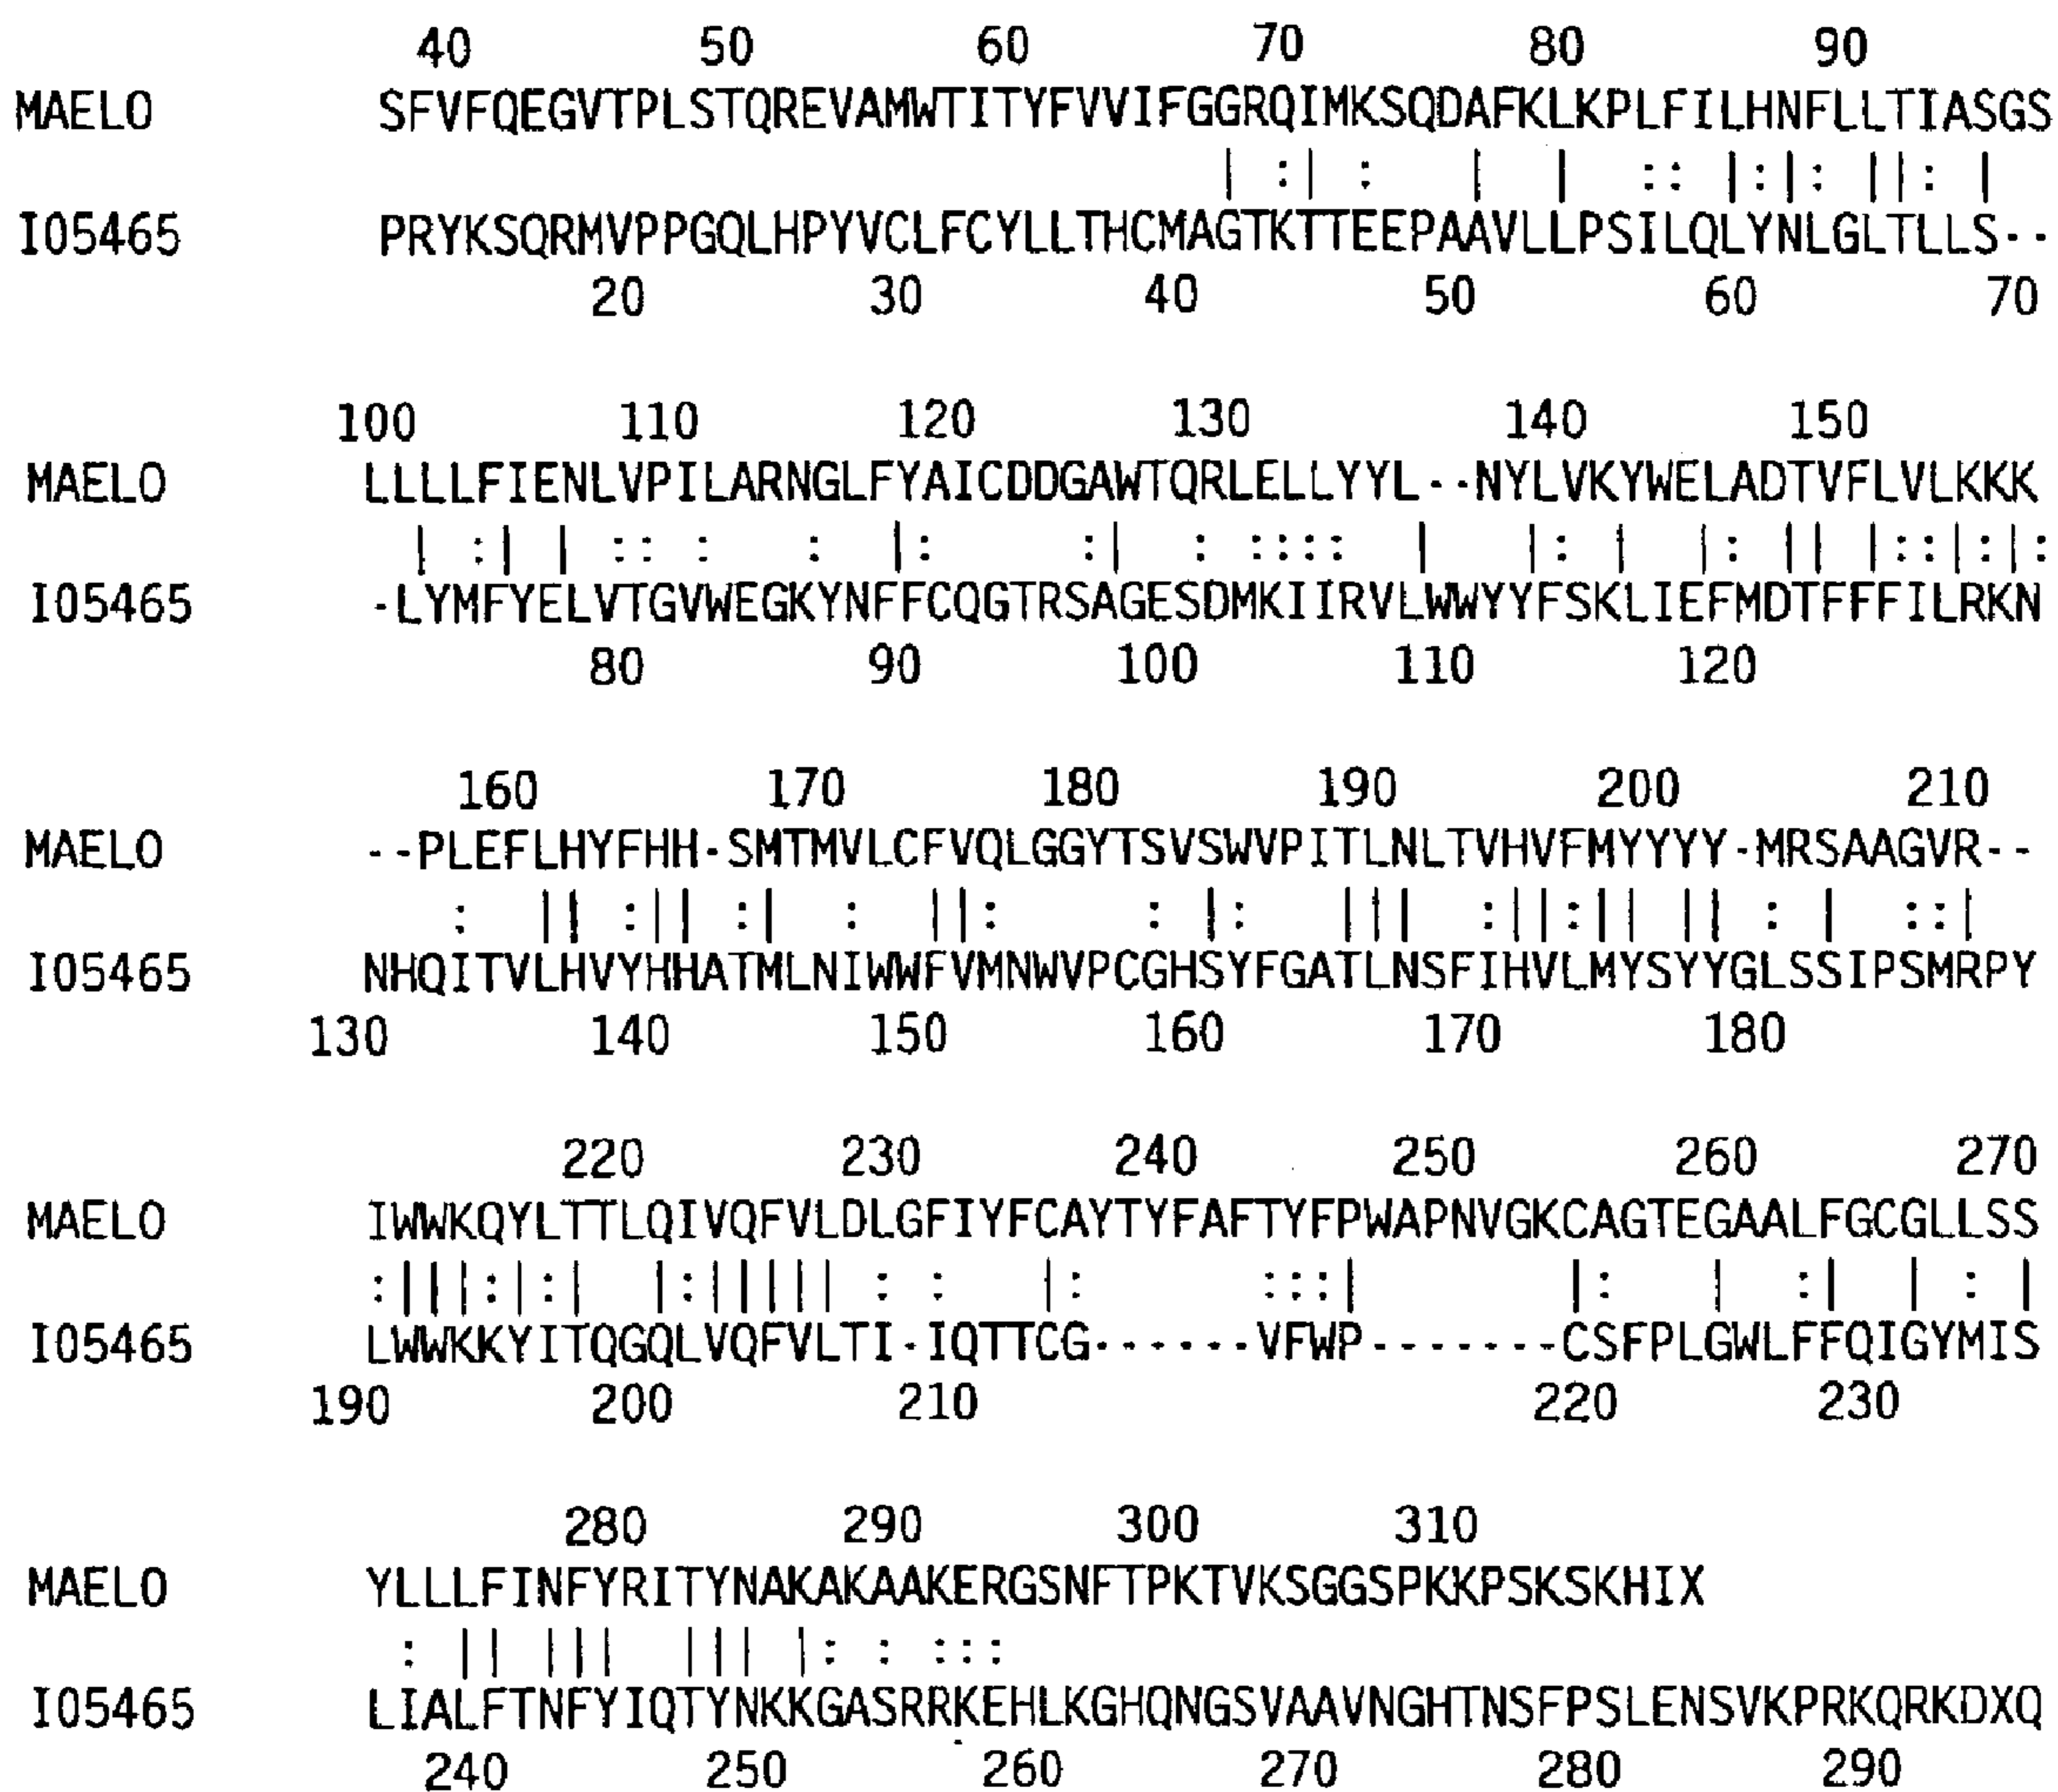 40 50 60 70 80 90
MAELO SFVFQEGVTPLSTQREVAMWTITYFVVIFGGRQIMKSQDAFKLKPLFILHNFLLTIASGS
| :| : | | :: |:|: ||: |
I05465 PRYKSQRMVPPGQLHPYVCLFCYLLTHCMAGTKTTEEPAAVLLPSILQLYNLGLTLLS--
20 30 40 50 60 70
100 110 120 130 140 150
MAELO LLLLFIENLVPILARNGLFYAICDDGAWTQRLELLYYL--NYLVKYWELADTVFLVLKKK
| :| | :: : : |: :| : :::: | |: | |: || |::|:|:
I05465 -LYMFYELVTGVWEGKYNFFCQGTRSAGESDMKIIRVLWWYYFSKLIEFMDTFFFILRKN
80 90 100 110 120
160 170 180 190 200 210
MAELO --PLEFLHYFHH-SMTMVLCFVQLGGYTSVSWVPITLNLTVHVFMYYYY-MRSAAGVR--
: || :|| :| : ||: : |: ||| :||:|| || : | ::|
I05465 NHQITVLHVYHHATMLNIWWFVMNWVPCGHSYFGATLNSFIHVLMYSYYGLSSIPSMRPY
130 140 150 160 170 180
220 230 240 250 260 270
MAELO IWWKQYLTTLQIVQFVLDLGFIYFCAYTYFAFTYFPWAPNVGKCAGTEGAALFGCGLLSS
:|||:|:| |:||||| : : |: :::| |: | :| | : |
I05465 LWWKKYITQGQLVQFVLTI-IQTTCG------VFWP-------CSFPLGWLFFQIGYMIS
190 200 210 220 230
280 290 300 310
MAELO YLLLFINFYRITYNAKAKAAKERGSNFTPKTVKSGGSPKKPSKSKHIX
: || ||| ||| |: : :::
I05465 LIALFTNFYIQTYNKKGASRRKEHLKGHQNGSVAAVNGHTNSFPSLENSVKPRKQRKDXQ
240 250 260 270 280 290